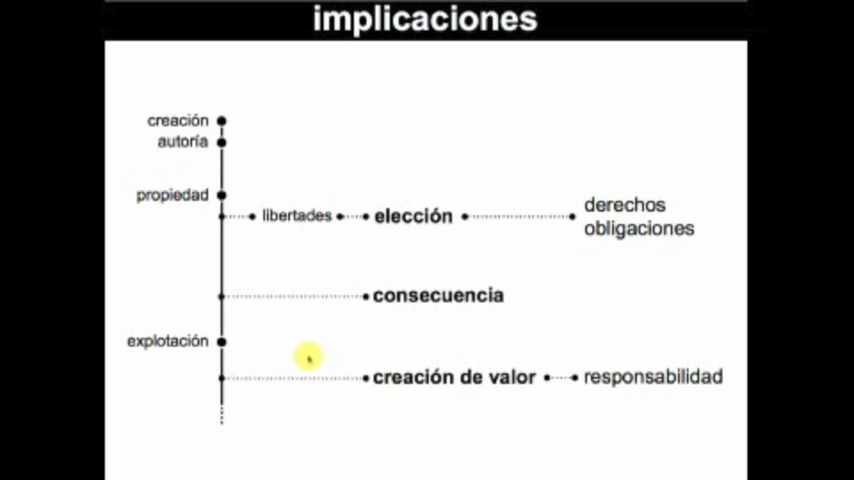 implicaciones
creación
autoría
propiedad
libertades elección derechos
obligaciones
consecuencia
explotación
creación de valor responsabilidad